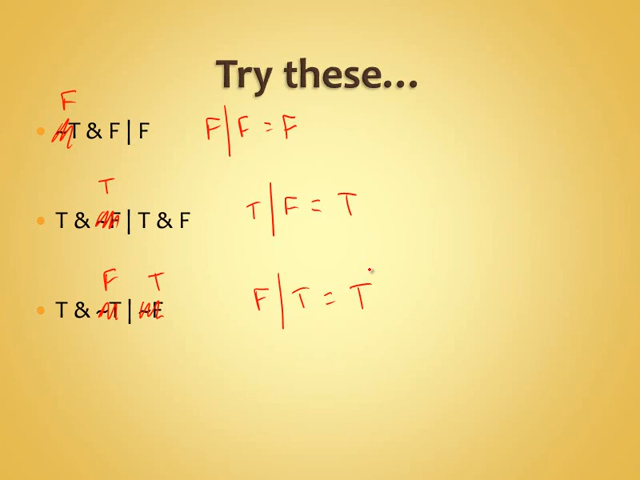 Try these...
F
~T & F | F F | F = F
T
T & ~F | T & F T | F = T
F T
T & ~T | ~F F | T = T